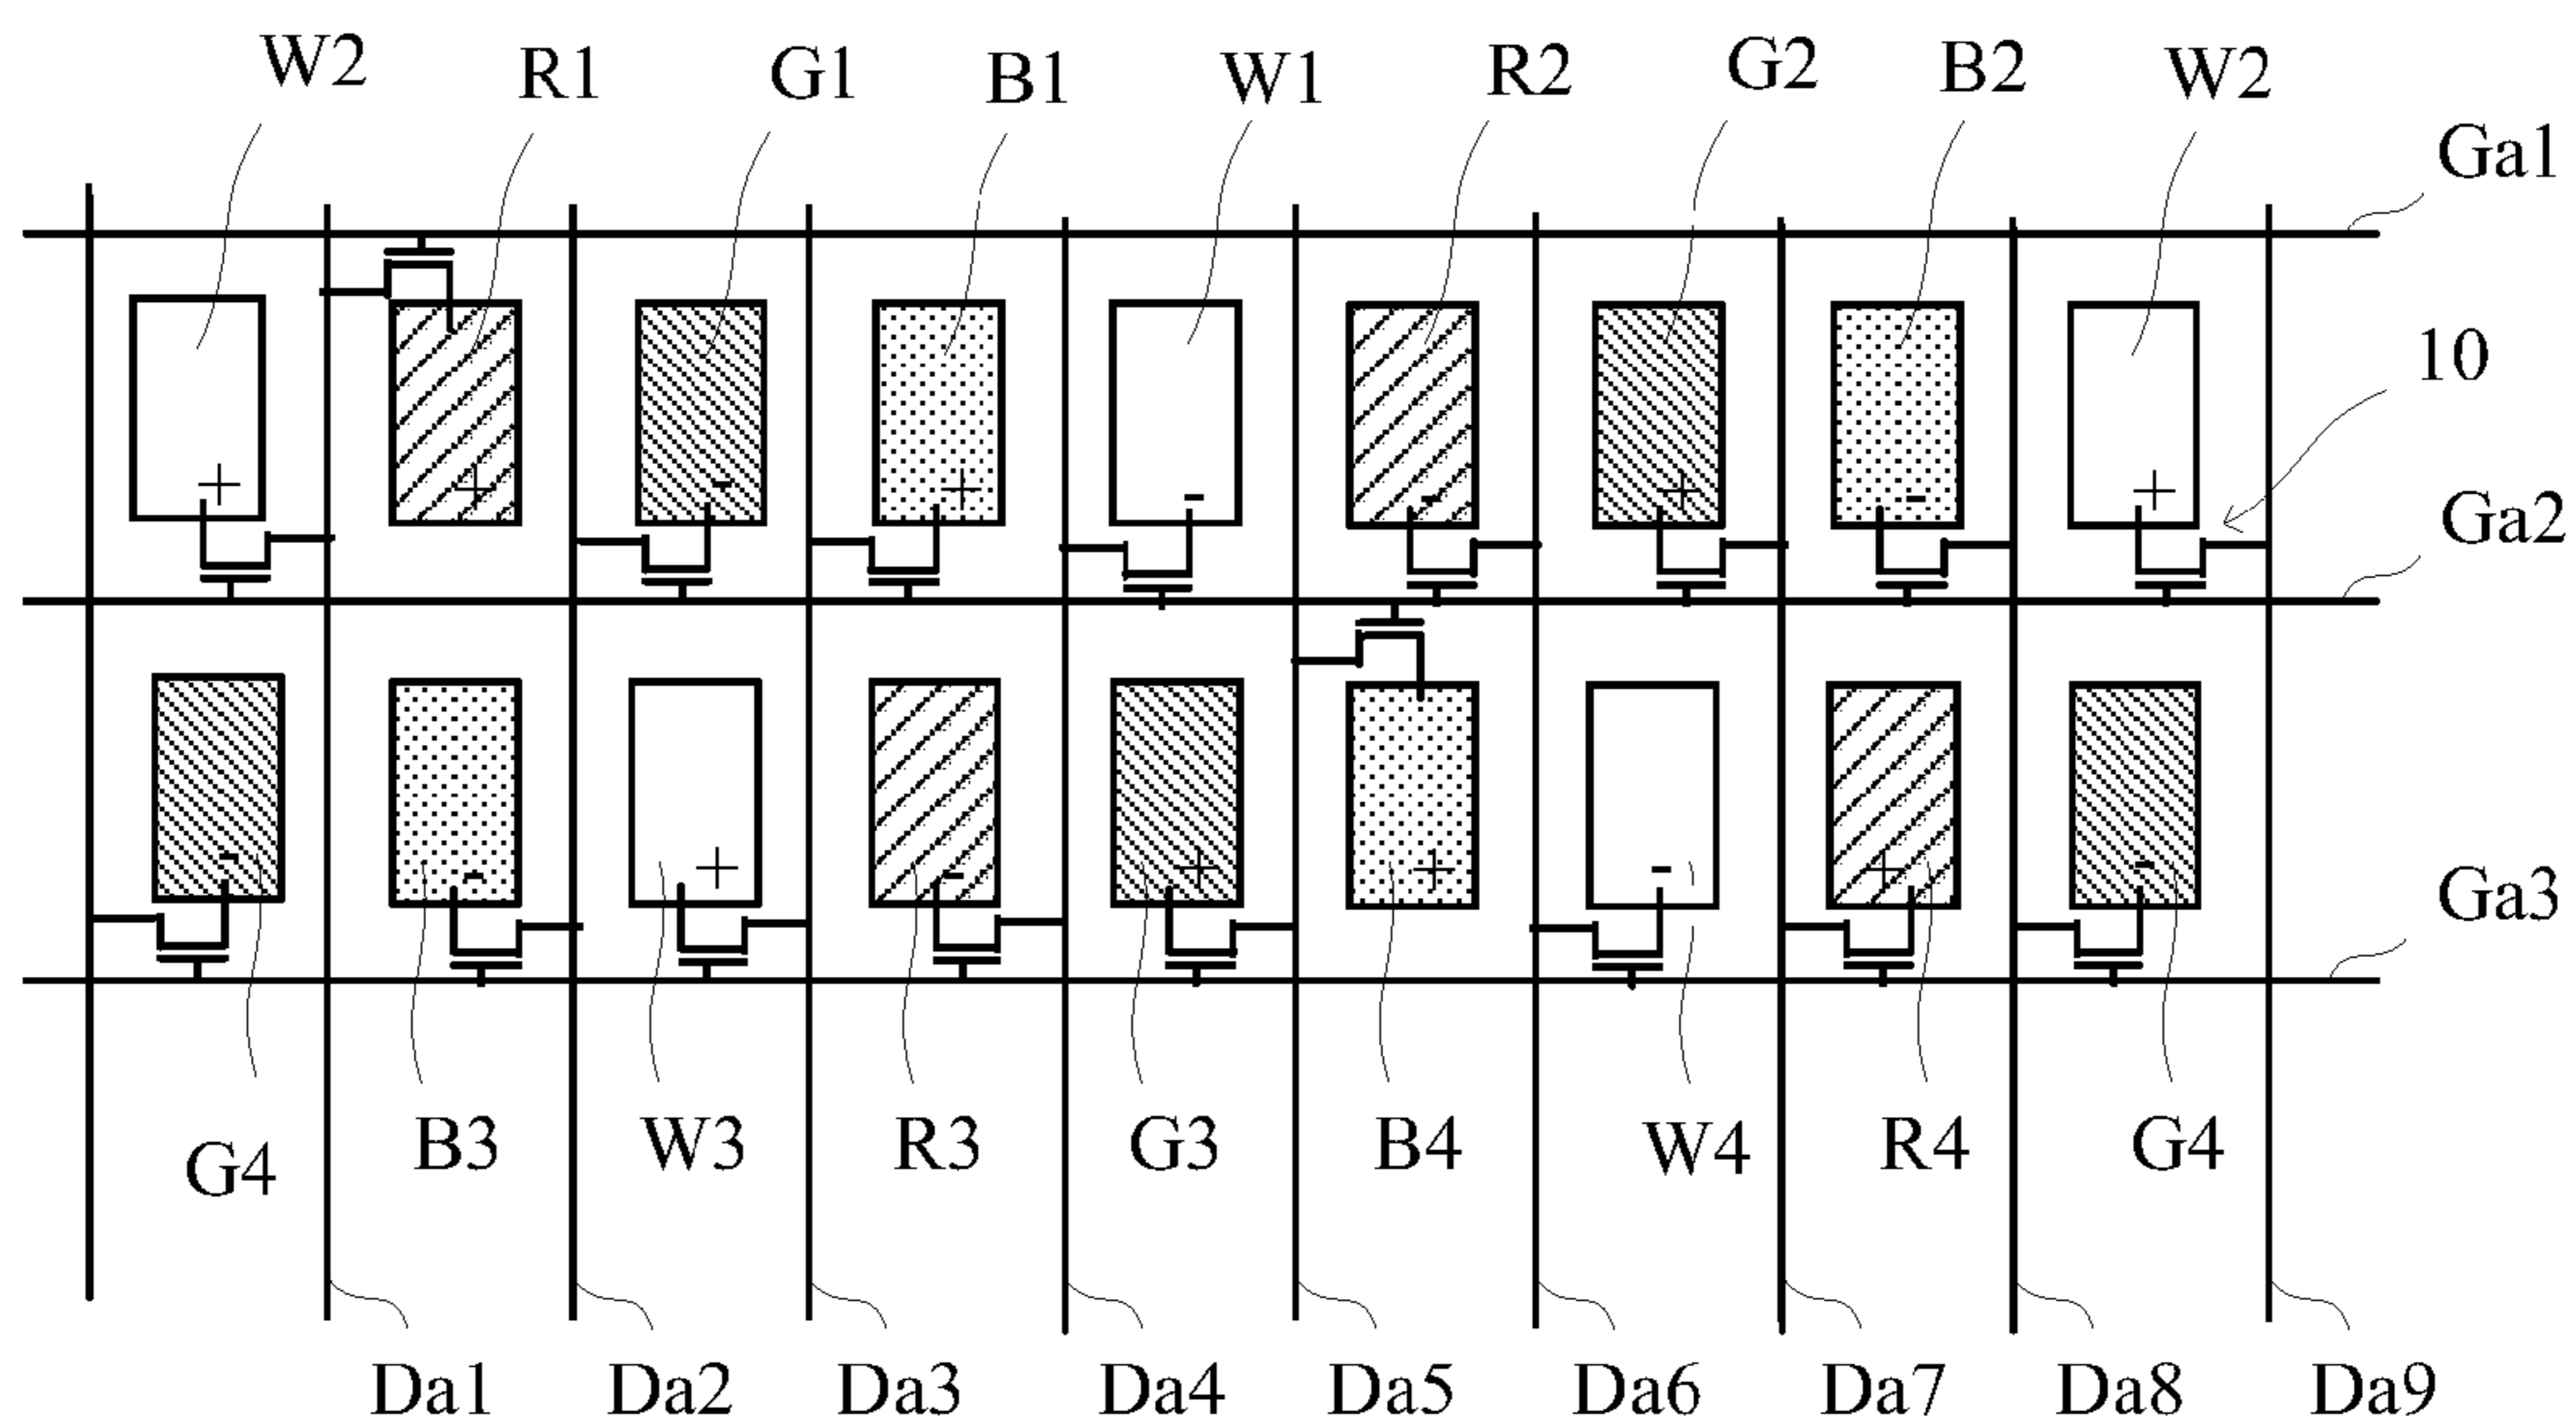 W2 R1 G1 B1 W1 R2 G2 B2 W2
Ga1
10
Ga2
+ + - + - - + - +
Ga3
- - + - + + - + -
G4 B3 W3 R3 G3 B4 W4 R4 G4
Da1 Da2 Da3 Da4 Da5 Da6 Da7 Da8 Da9